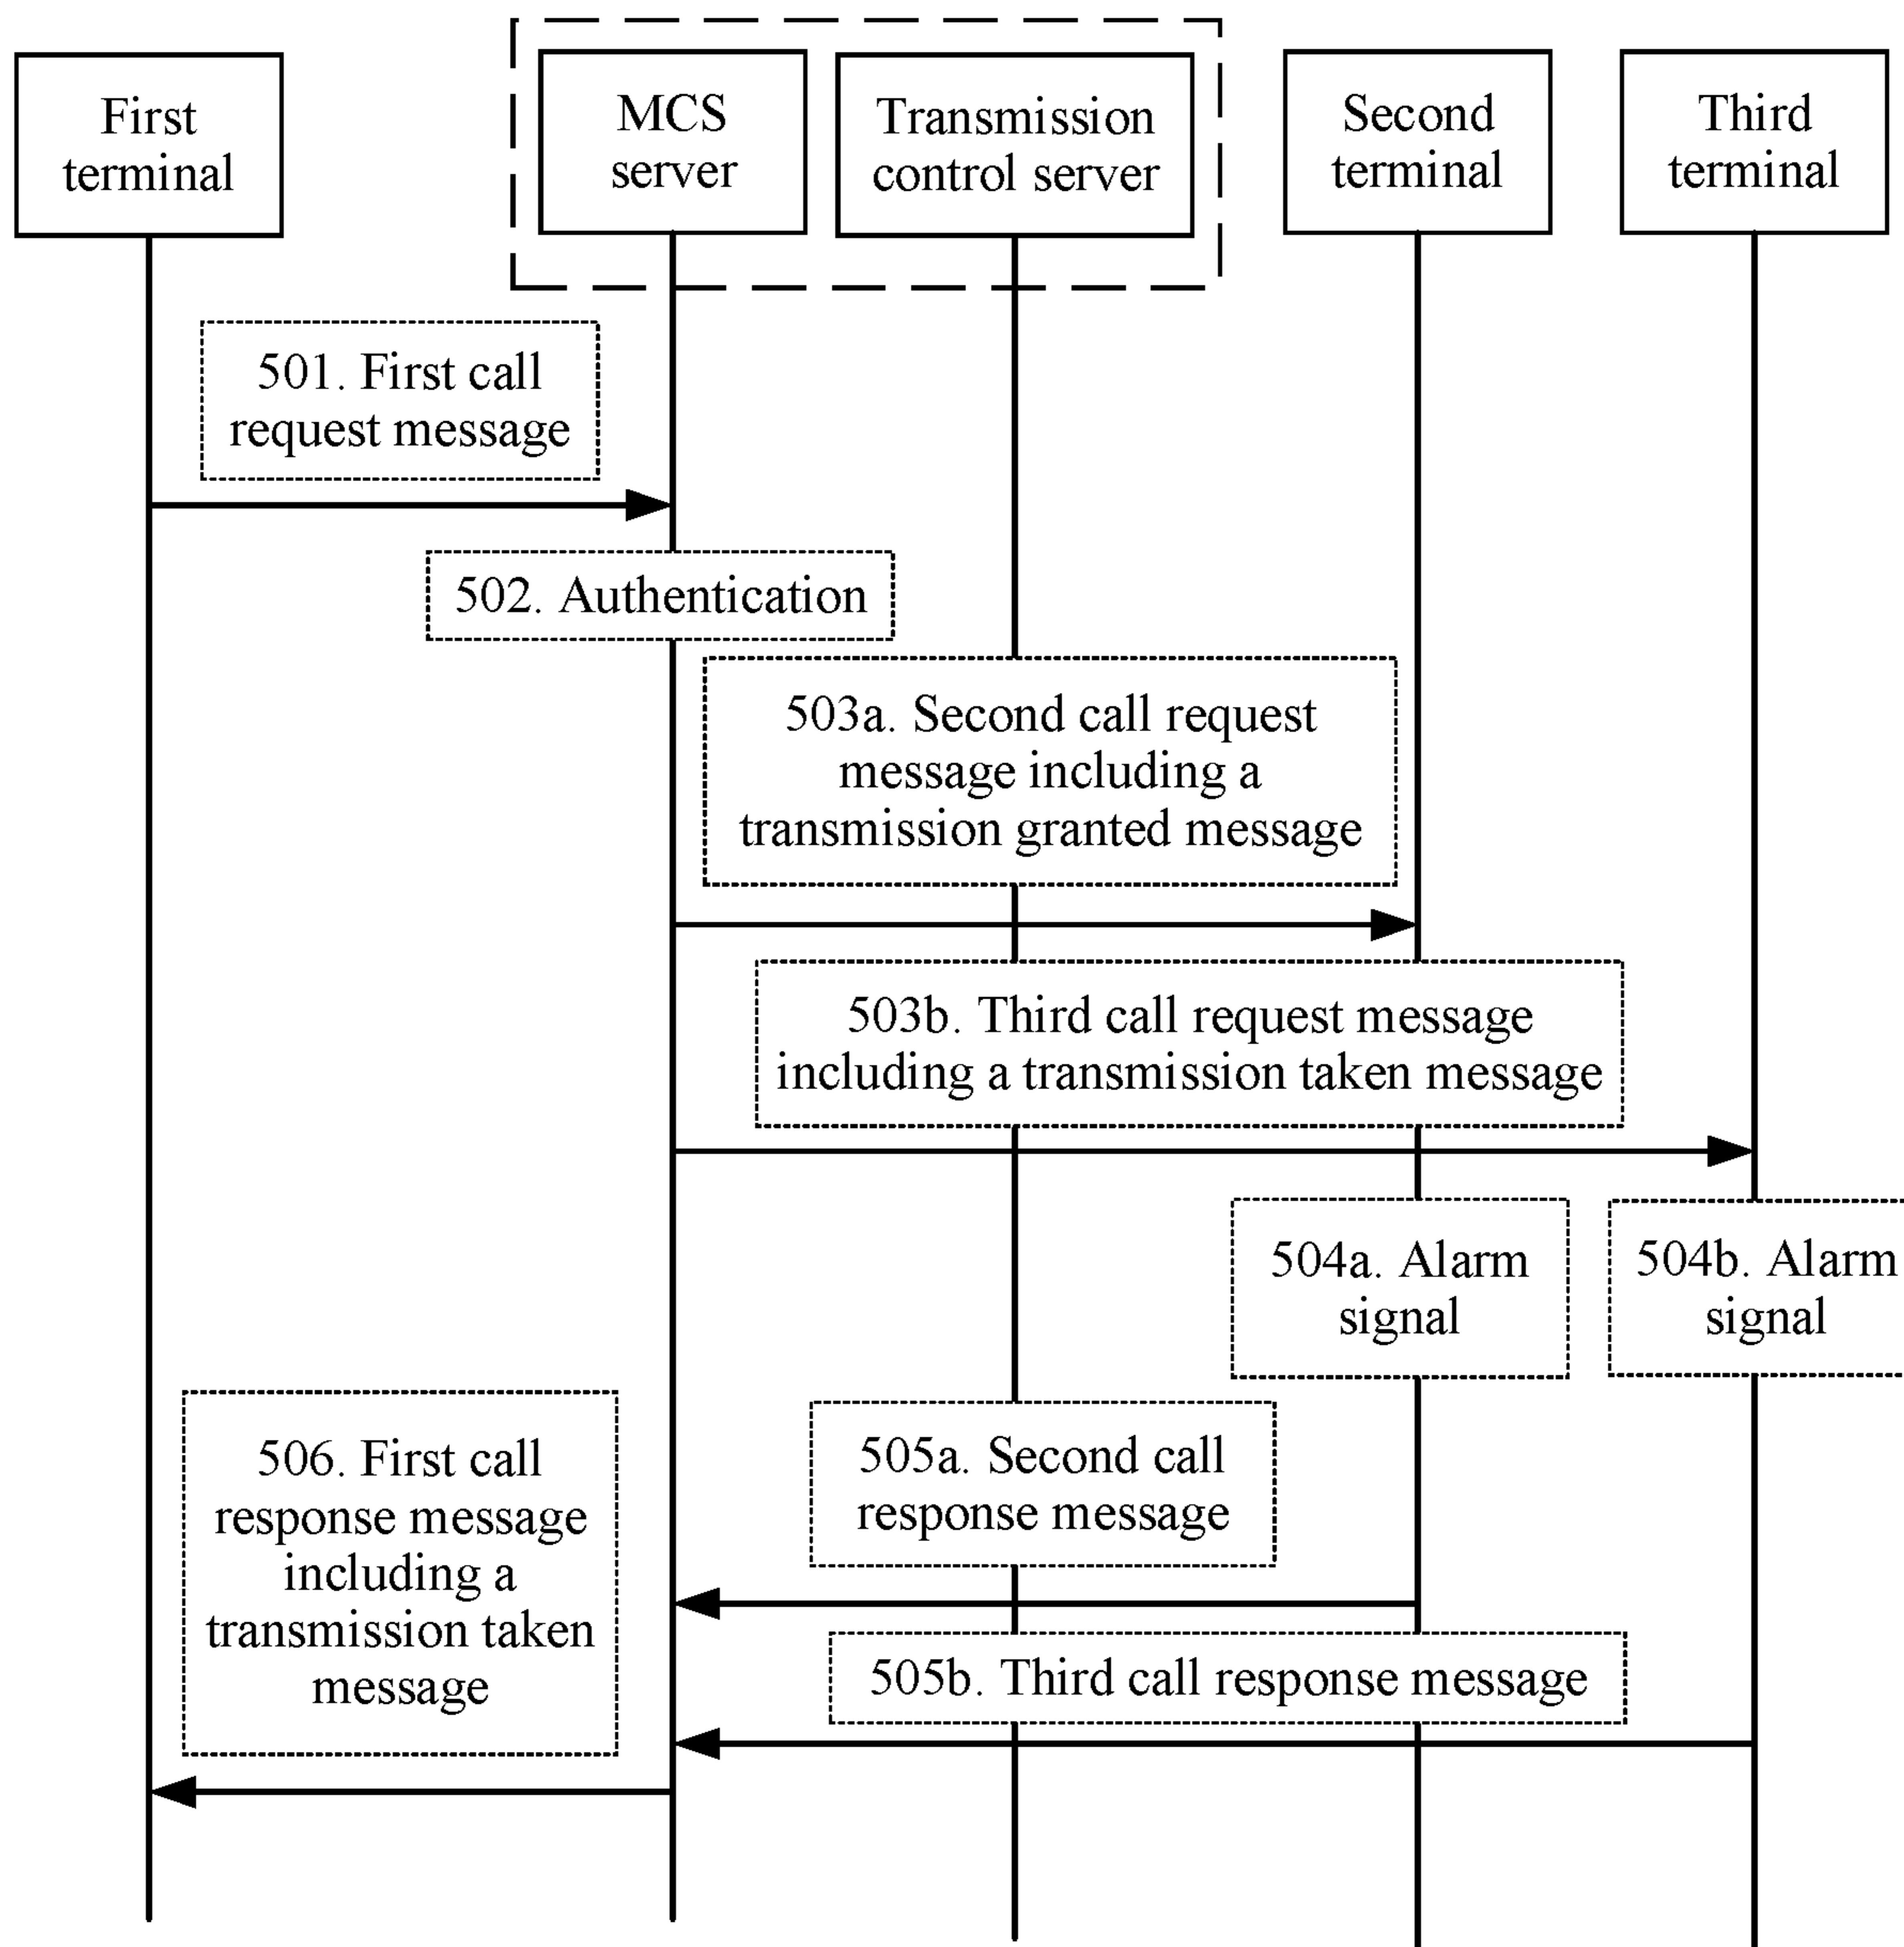 First
terminal
MCS
server
Transmission
control server
Second
terminal
Third
terminal
501. First call
request message
502. Authentication
503a. Second call request
message including a
transmission granted message
503b. Third call request message
including a transmission taken message
504a. Alarm
signal
504b. Alarm
signal
505a. Second call
response message
505b. Third call response message
506. First call
response message
including a
transmission taken
message